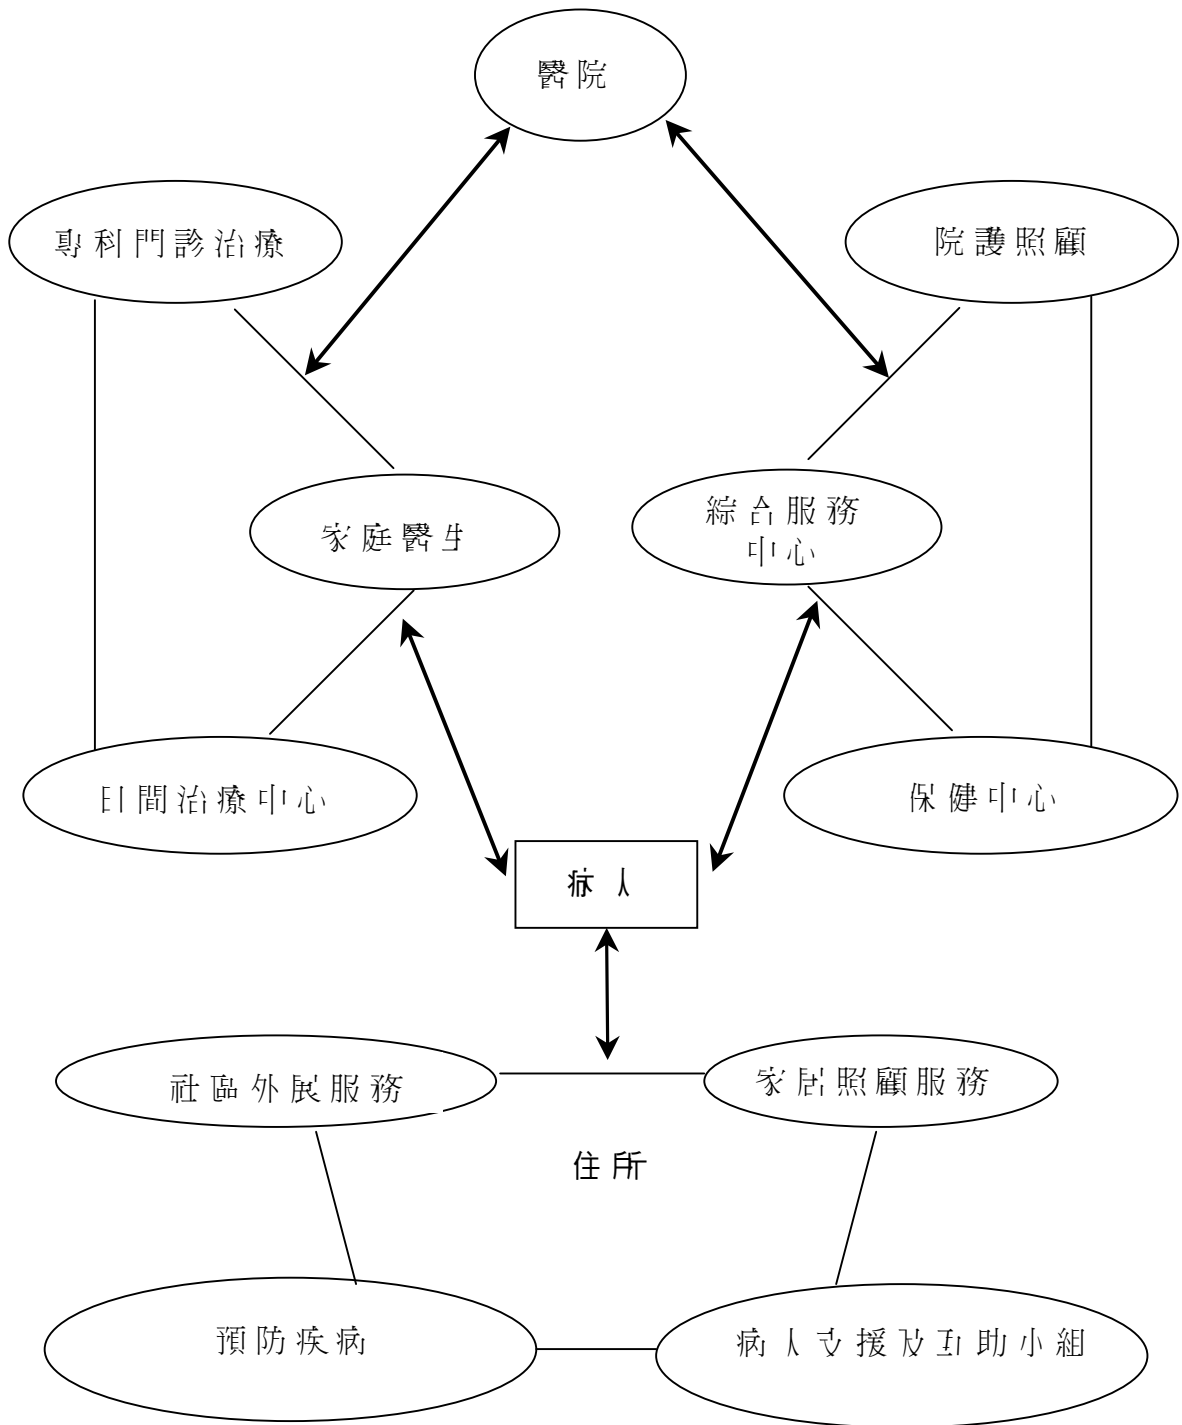 醫院
專科門診治療
院護照顧
家庭醫生
綜合服務
中心
日間治療中心
保健中心
病人
社區外展服務
家居照顧服務
住所
預防疾病
病人支援及互助小組